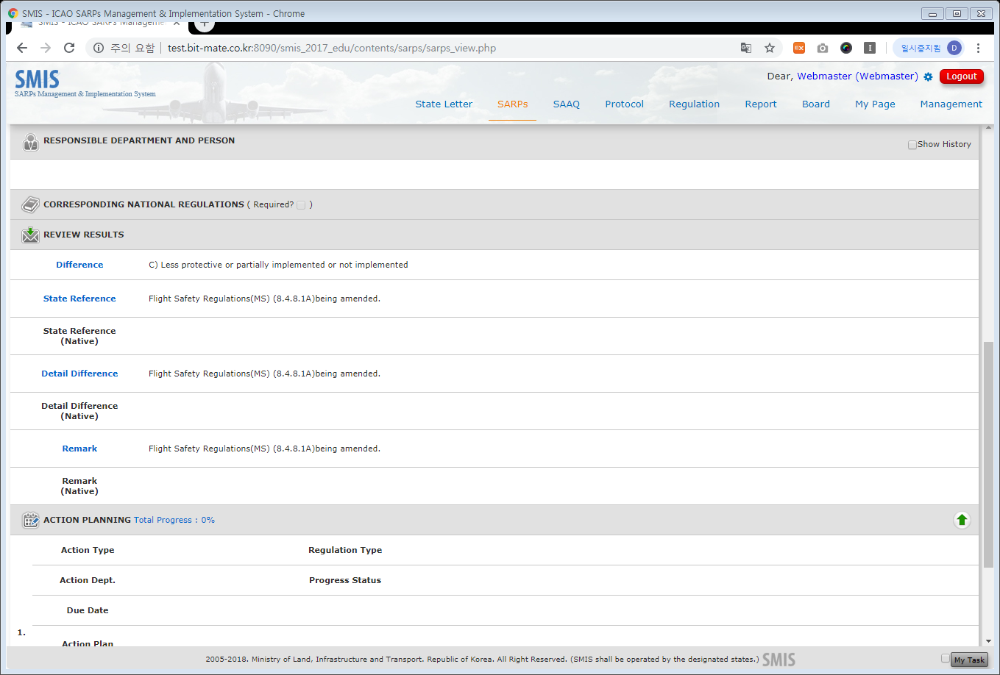 SMIS - ICAO SARPs Management & Implementation System - Chrome
SMIS - ICAO SARPs Manageme
주의 요함 | test.bit-mate.co.kr:8090/smis_2017_edu/contents/sarps/sarps_view.php
일시중지됨 D
SMIS
SARPs Management & Implementation System
Dear, Webmaster (Webmaster) Logout
State Letter SARPs SAAQ Protocol Regulation Report Board My Page Management
RESPONSIBLE DEPARTMENT AND PERSON
Show History
CORRESPONDING NATIONAL REGULATIONS ( Required? )
REVIEW RESULTS
Difference C) Less protective or partially implemented or not implemented
State Reference Flight Safety Regulations(MS) (8.4.8.1A)being amended.
State Reference
(Native)
Detail Difference Flight Safety Regulations(MS) (8.4.8.1A)being amended.
Detail Difference
(Native)
Remark Flight Safety Regulations(MS) (8.4.8.1A)being amended.
Remark
(Native)
ACTION PLANNING Total Progress : 0%
Action Type Regulation Type
Action Dept. Progress Status
Due Date
1.
Action Plan
2005-2018. Ministry of Land, Infrastructure and Transport. Republic of Korea. All Right Reserved. (SMIS shall be operated by the designated states.) SMIS
My Task